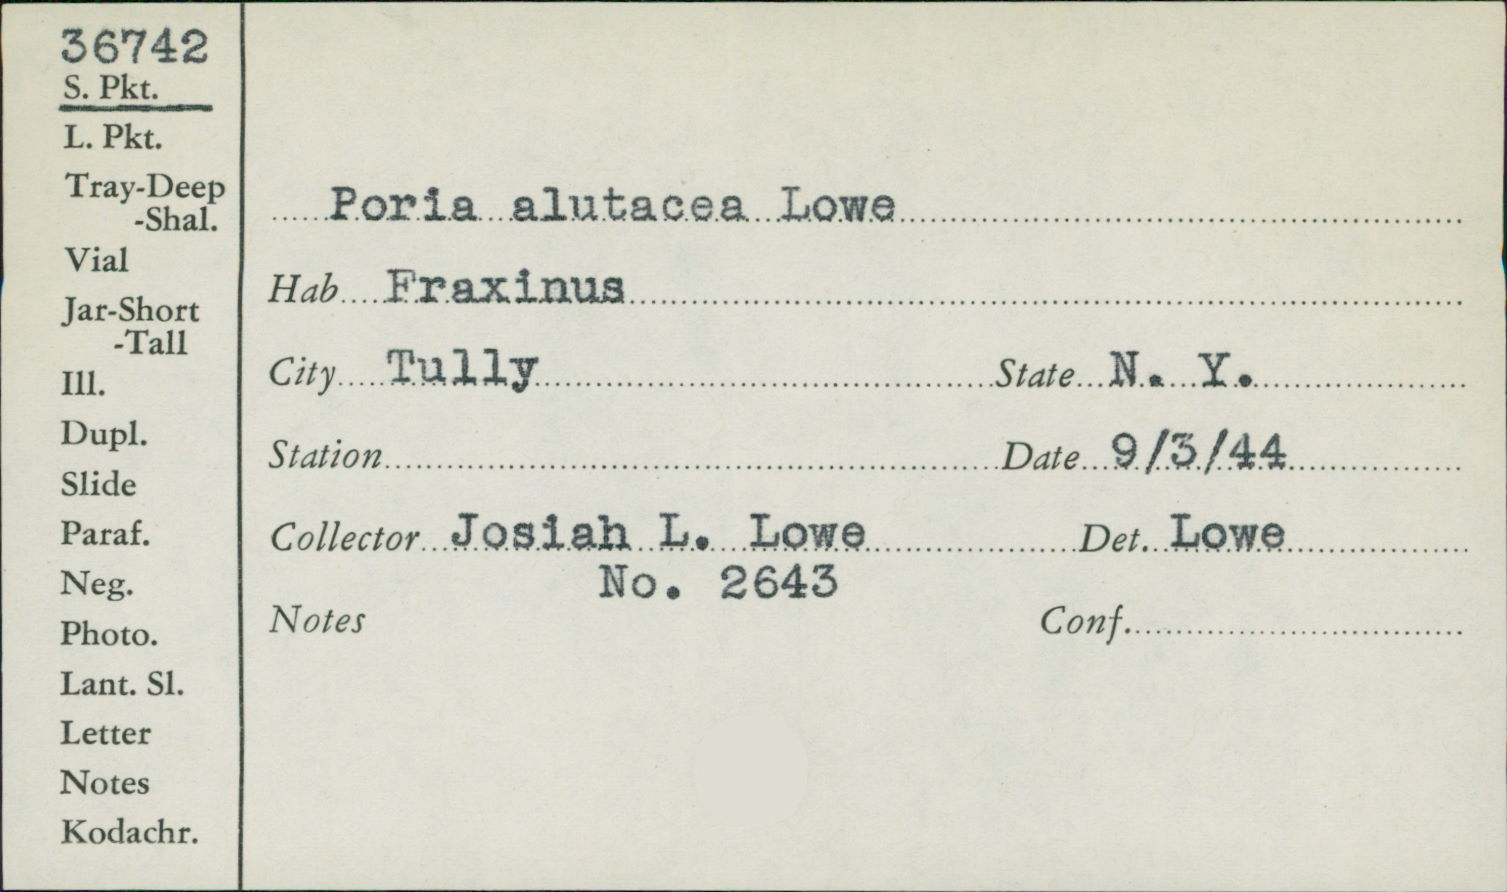 36742
S. Pkt.
L. Pkt.
Tray-Deep
-Shal.
Vial
Jar-Short
-Tall
Ill.
Dupl.
Slide
Paraf.
Neg.
Photo.
Lant. Sl.
Letter
Notes
Kodachr.
Poria alutacea Lowe
Hab Fraxinus
City Tully State N. Y.
Station Date 9/3/44
Collector Josiah L. Lowe Det. Lowe
No. 2643
Notes Conf.